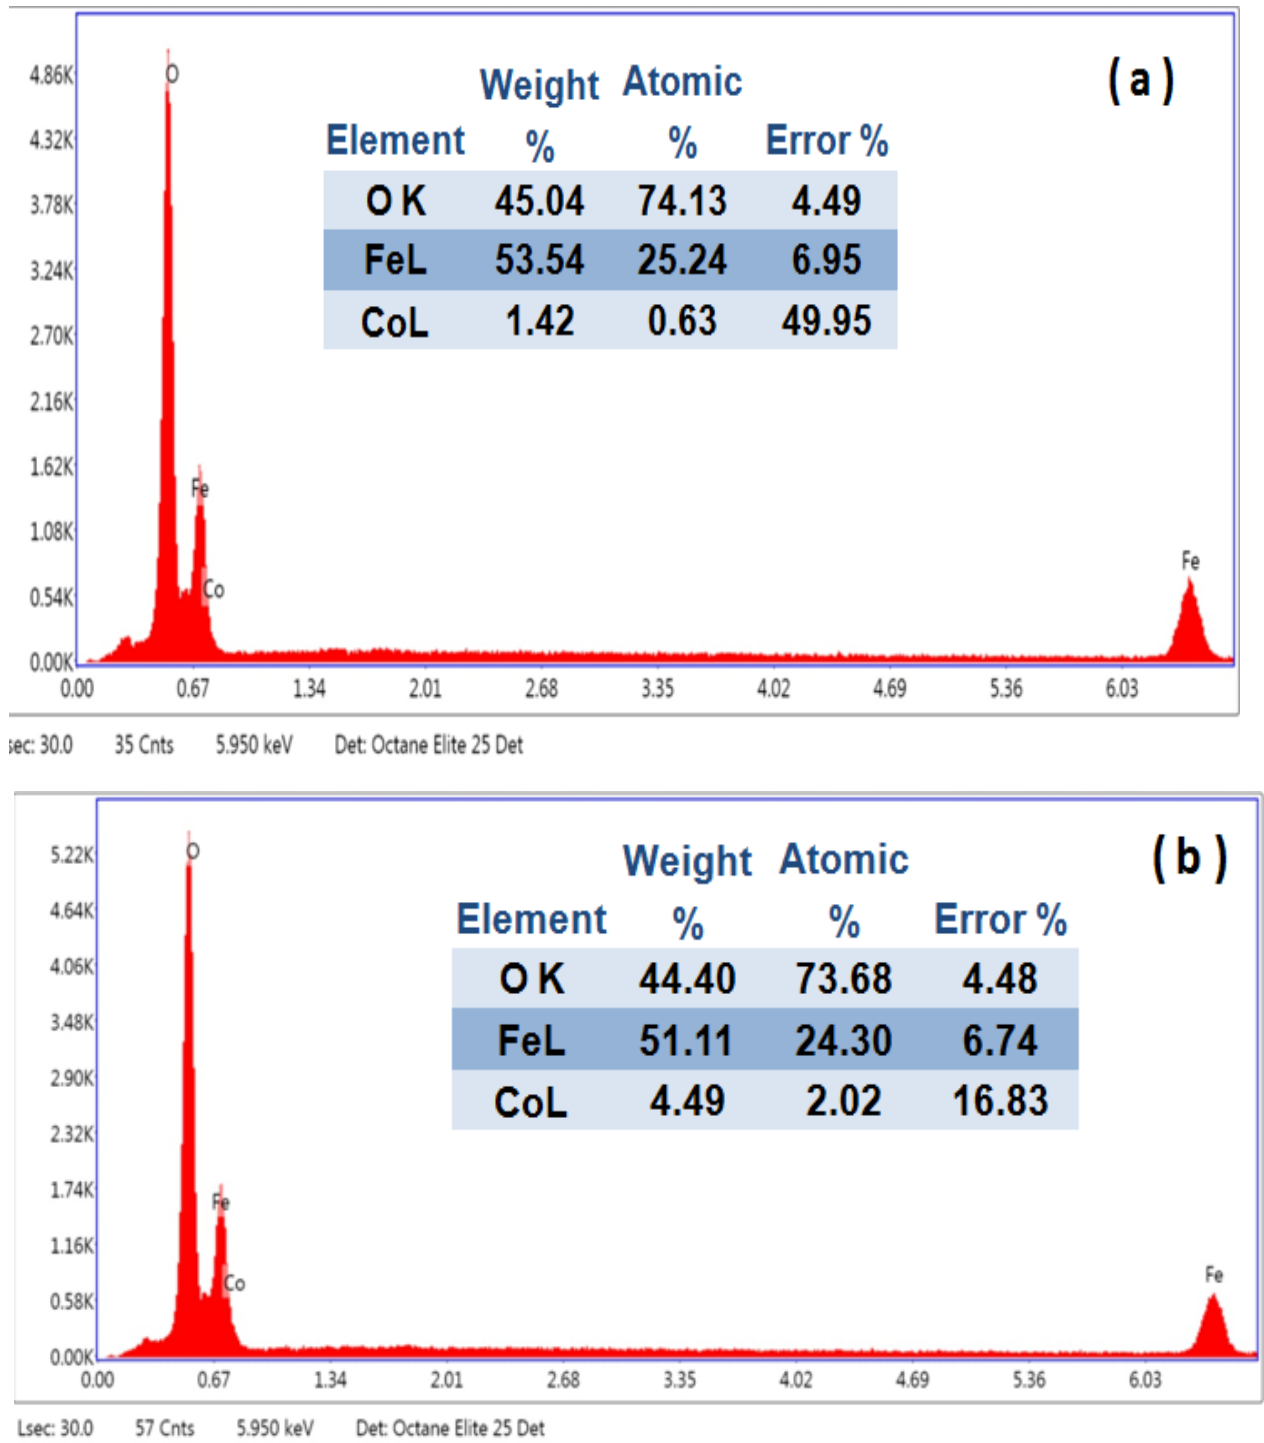 ( a )
Weight Atomic
Element % % Error %
O K 45.04 74.13 4.49
FeL 53.54 25.24 6.95
CoL 1.42 0.63 49.95
4.86K
4.32K
3.78K
3.24K
2.70K
2.16K
1.62K
1.08K
0.54K
0.00K
O
Fe
Co
Fe
0.00 0.67 1.34 2.01 2.68 3.35 4.02 4.69 5.36 6.03
sec: 30.0 35 Cnts 5.950 keV Det: Octane Elite 25 Det
( b )
Weight Atomic
Element % % Error %
O K 44.40 73.68 4.48
FeL 51.11 24.30 6.74
CoL 4.49 2.02 16.83
5.22K
4.64K
4.06K
3.48K
2.90K
2.32K
1.74K
1.16K
0.58K
0.00K
O
Fe
Co
Fe
0.00 0.67 1.34 2.01 2.68 3.35 4.02 4.69 5.36 6.03
Lsec: 30.0 57 Cnts 5.950 keV Det: Octane Elite 25 Det